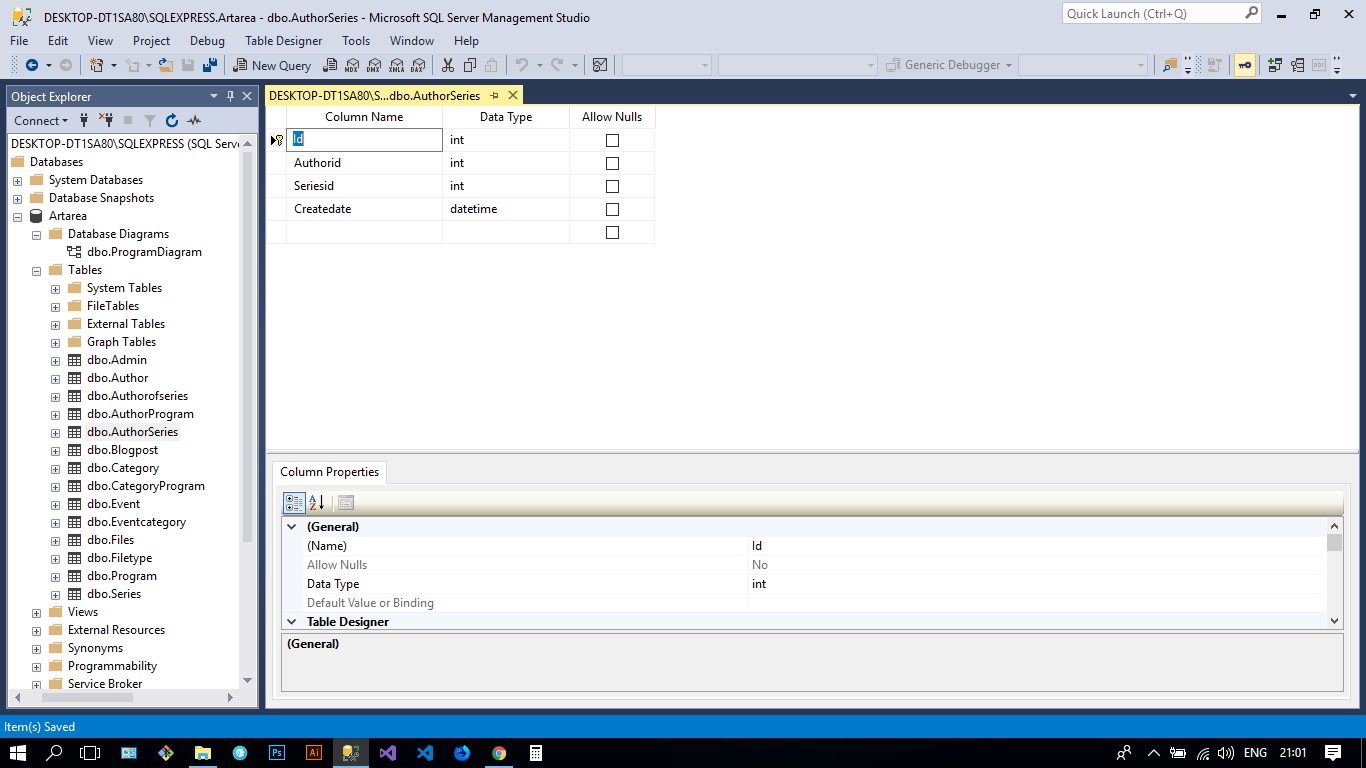 DESKTOP-DT1SA80\SQLEXPRESS.Artarea - dbo.AuthorSeries - Microsoft SQL Server Management Studio
Quick Launch (Ctrl+Q)
File Edit View Project Debug Table Designer Tools Window Help
New Query MDX DMX XMLA DAX Generic Debugger
Object Explorer
Connect
DESKTOP-DT1SA80\SQLEXPRESS (SQL Serve
Databases
System Databases
Database Snapshots
Artarea
Database Diagrams
dbo.ProgramDiagram
Tables
System Tables
FileTables
External Tables
Graph Tables
dbo.Admin
dbo.Author
dbo.Authorofseries
dbo.AuthorProgram
dbo.AuthorSeries
dbo.Blogpost
dbo.Category
dbo.CategoryProgram
dbo.Event
dbo.Eventcategory
dbo.Files
dbo.Filetype
dbo.Program
dbo.Series
Views
External Resources
Synonyms
Programmability
Service Broker
DESKTOP-DT1SA80\S...dbo.AuthorSeries
Column Name Data Type Allow Nulls
Id int
Authorid int
Seriesid int
Createdate datetime
Column Properties
A Z
(General)
(Name) Id
Allow Nulls No
Data Type int
Default Value or Binding
Table Designer
(General)
Item(s) Saved
Ps Ai ENG 21:01